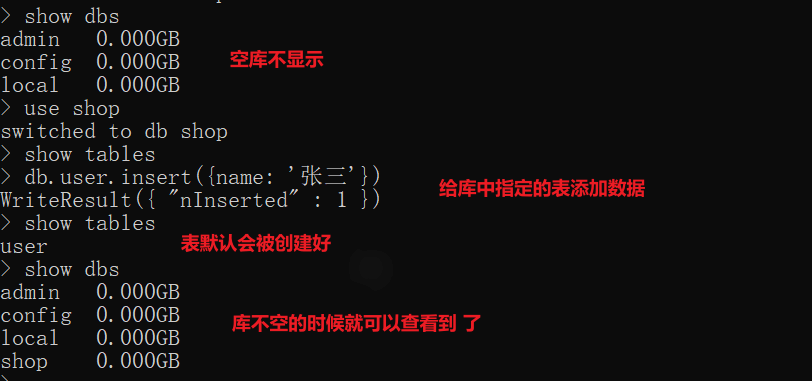 > show dbs
admin   0.000GB
config  0.000GB
空库不显示
local   0.000GB
> use shop
switched to db shop
> show tables
> db.user.insert({name: '张三'})
给库中指定的表添加数据
WriteResult({ "nInserted" : 1 })
> show tables
user
表默认会被创建好
> show dbs
admin   0.000GB
config  0.000GB
库不空的时候就可以查看到 了
local   0.000GB
shop    0.000GB
>